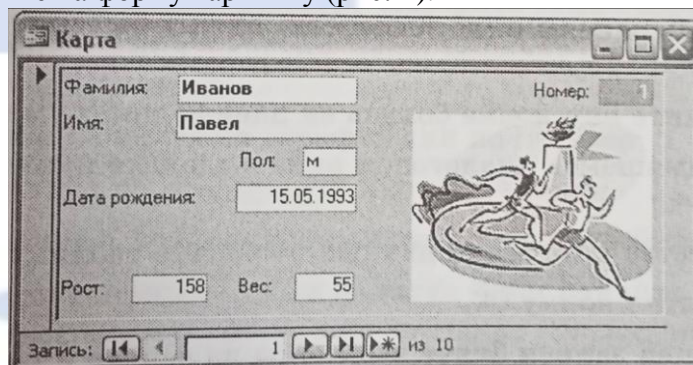 Карта
Фамилия: Иванов
Номер: 1
Имя: Павел
Пол: м
Дата рождения: 15.05.1993
Рост: 158 Вес: 55
Запись: 1 из 10